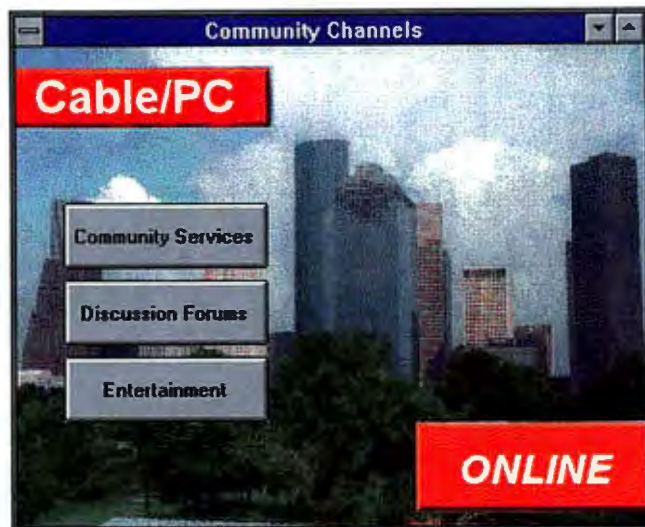 Community Channels
Cable/PC
Community Services
Discussion Forums
Entertainment
ONLINE